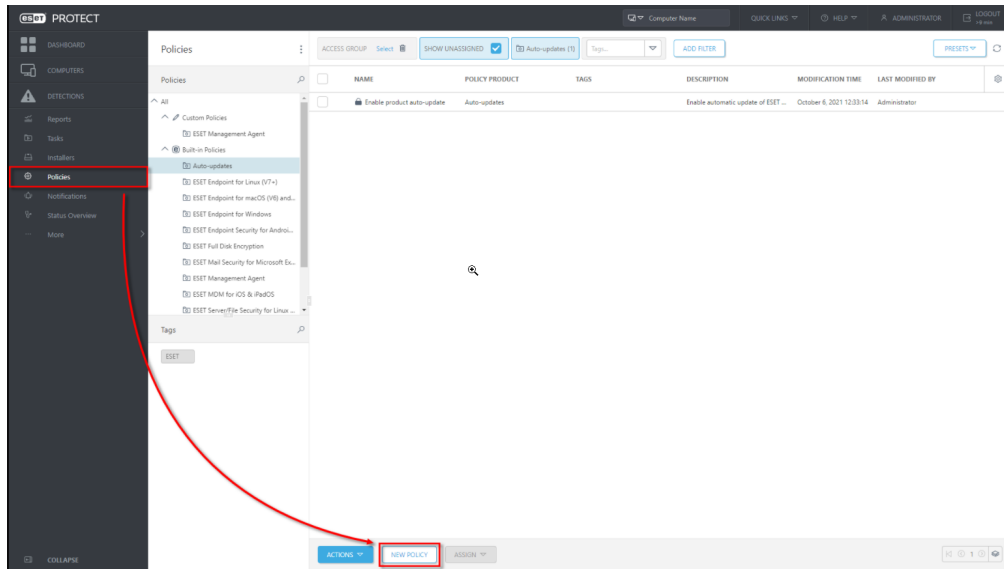 eset PROTECT
Computer Name
QUICK LINKS
HELP
ADMINISTRATOR
LOGOUT
DASHBOARD
COMPUTERS
DETECTIONS
Reports
Tasks
Installers
Policies
Notifications
Status Overview
More
COLLAPSE
Policies
Policies
All
Custom Policies
ESET Management Agent
Built-in Policies
Auto-updates
ESET Endpoint for Linux (V7+)
ESET Endpoint for macOS (V6) and...
ESET Endpoint for Windows
ESET Endpoint Security for Androi...
ESET Full Disk Encryption
ESET Mail Security for Microsoft Ex...
ESET Management Agent
ESET MDM for iOS & iPadOS
ESET Server/File Security for Linux ...
Tags
ESET
ACCESS GROUP Select
SHOW UNASSIGNED
Auto-updates (1)
Tags...
ADD FILTER
PRESETS
NAME POLICY PRODUCT TAGS DESCRIPTION MODIFICATION TIME LAST MODIFIED BY
Enable product auto-update Auto-updates Enable automatic update of ESET ... October 6, 2021 12:03:14 Administrator
ACTIONS
NEW POLICY
ASSIGN
1